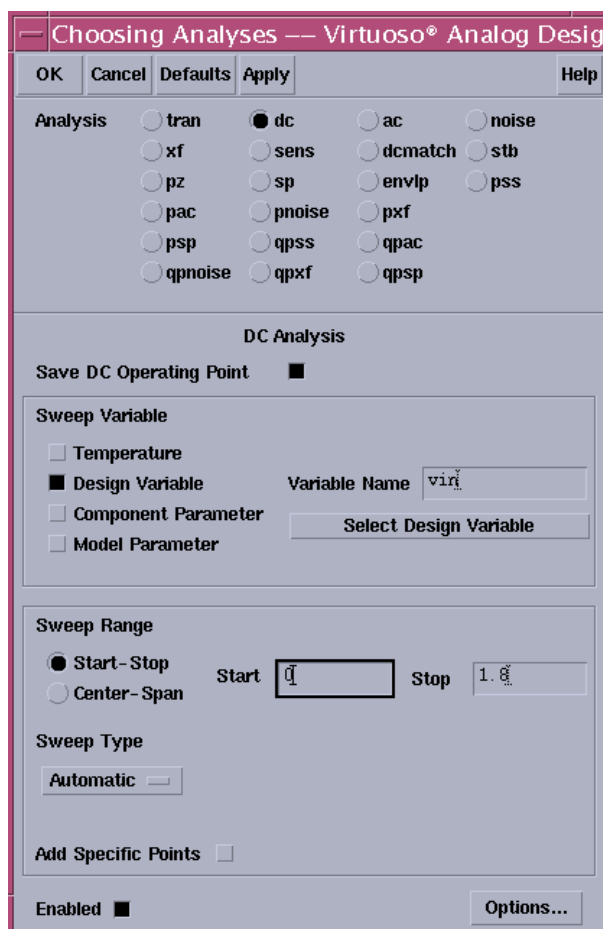 Choosing Analyses –– Virtuoso® Analog Desig
OK Cancel Defaults Apply Help
Analysis tran dc ac noise
xf sens dcmatch stb
pz sp envlp pss
pac pnoise pxf
psp qpss qpac
qpnoise qpxf qpsp
DC Analysis
Save DC Operating Point
Sweep Variable
Temperature
Design Variable Variable Name vin
Component Parameter Select Design Variable
Model Parameter
Sweep Range
Start-Stop Start 0 Stop 1.8
Center-Span
Sweep Type
Automatic
Add Specific Points
Enabled Options...